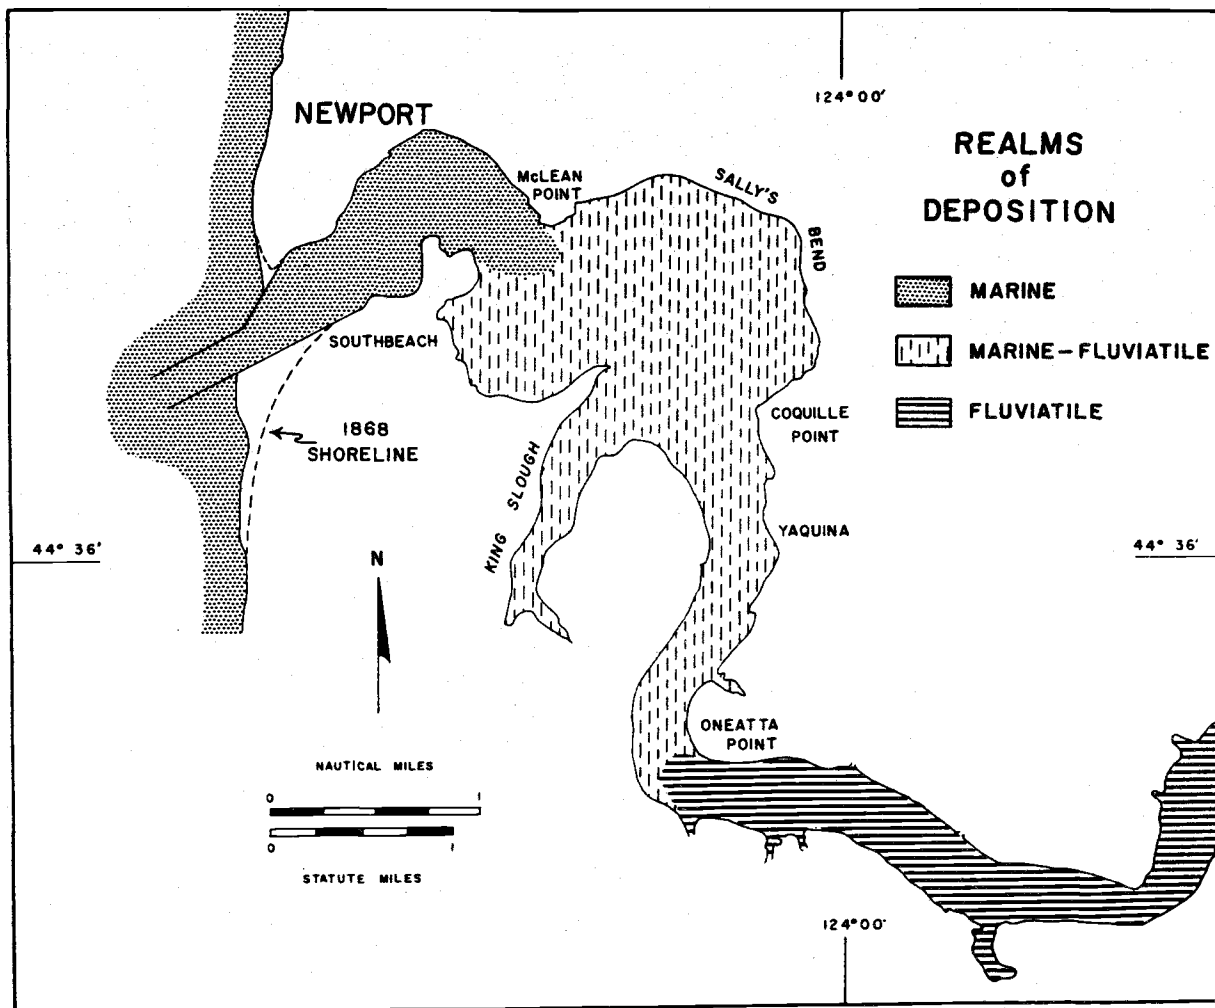 124°00'
NEWPORT
REALMS
of
DEPOSITION
McLEAN
POINT
SALLY'S
BEND
MARINE
MARINE-FLUVIATILE
FLUVIATILE
SOUTHBEACH
COQUILLE
POINT
1868
SHORELINE
KING SLOUGH
YAQUINA
44° 36'
44° 36'
N
ONEATTA
POINT
NAUTICAL MILES
0 1
0 1
STATUTE MILES
124°00'